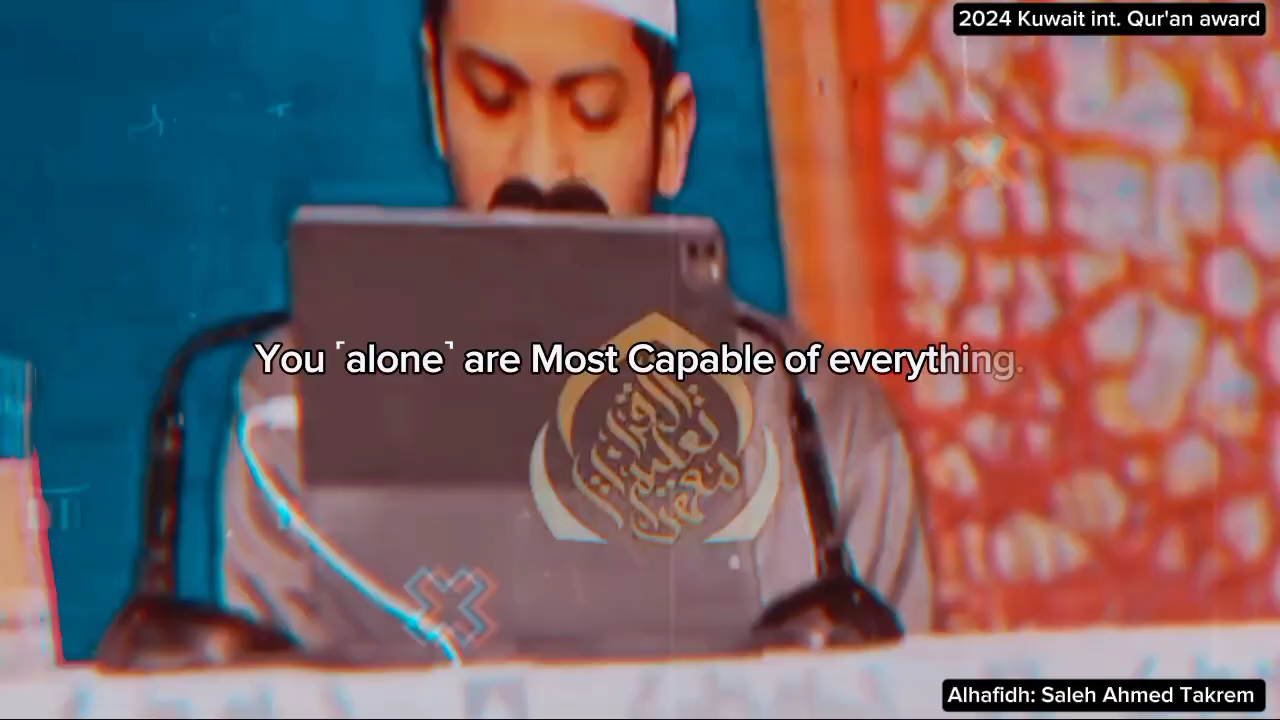 2024 Kuwait int. Qur'an award
You ⸢alone⸣ are Most Capable of everything.
Alhafidh: Saleh Ahmed Takrem